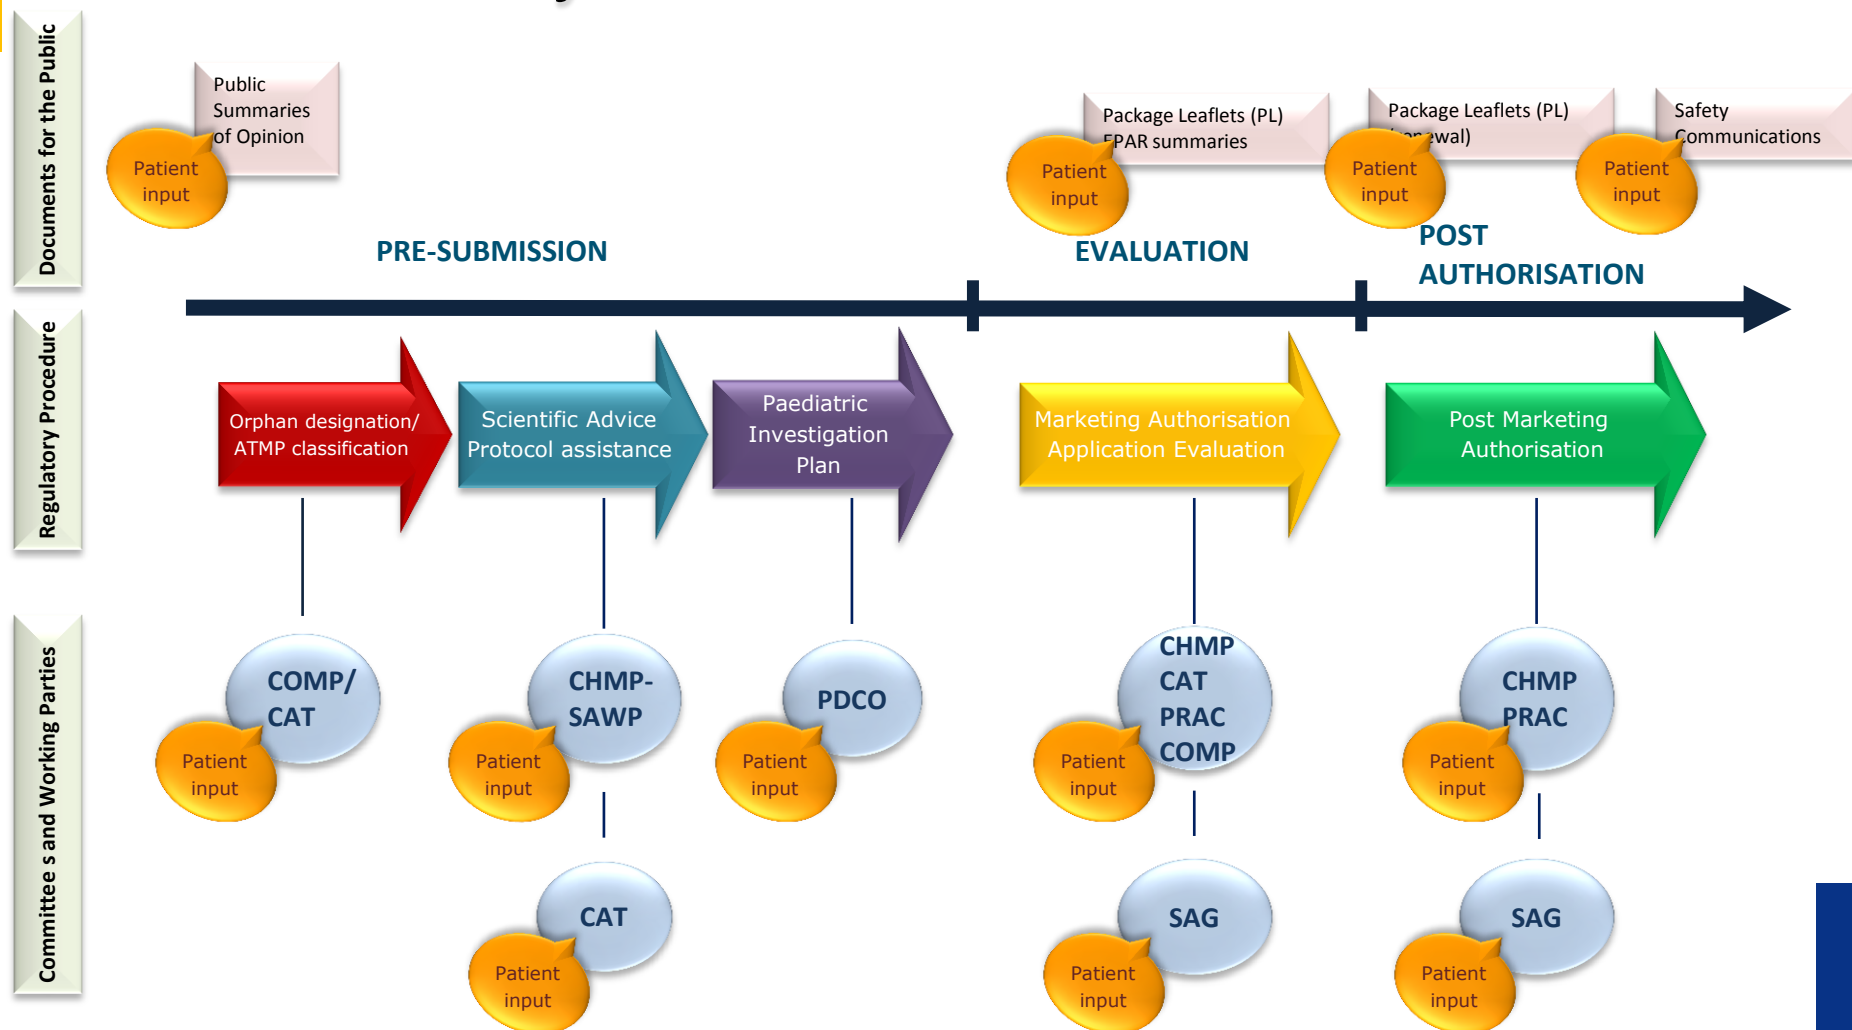 Documents for the Public
Public
Summaries
of Opinion
Patient
input
Package Leaflets (PL)
EPAR summaries
Patient
input
Package Leaflets (PL)
Patient
input
Safety
Communications
Patient
input
PRE-SUBMISSION
EVALUATION
POST
AUTHORISATION
Regulatory Procedure
Orphan designation/
ATMP classification
Scientific Advice
Protocol assistance
Paediatric
Investigation
Plan
Marketing Authorisation
Application Evaluation
Post Marketing
Authorisation
Committee s and Working Parties
COMP/
CAT
Patient
input
CHMP-
SAWP
Patient
input
PDCO
Patient
input
CHMP
CAT
PRAC
COMP
Patient
input
CHMP
PRAC
Patient
input
CAT
Patient
input
SAG
Patient
input
SAG
Patient
input